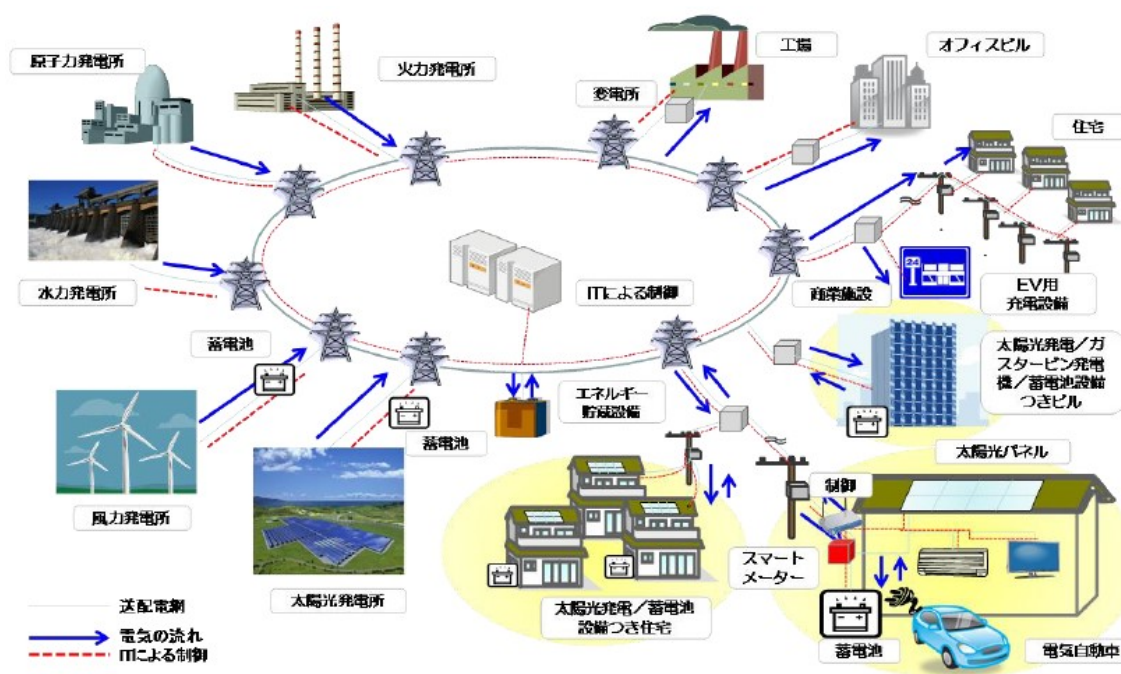 原子力発電所
火力発電所
変電所
工場
オフィスビル
住宅
水力発電所
ITによる制御
商業施設
24
EV用
充電設備
蓄電池
エネルギー
貯蔵設備
太陽光発電/ガ
スタービン発電
機/蓄電池設備
つきビル
蓄電池
太陽光パネル
制御
風力発電所
太陽光発電所
スマート
メーター
太陽光発電/蓄電池
設備つき住宅
蓄電池
電気自動車
送配電網
電気の流れ
ITによる制御